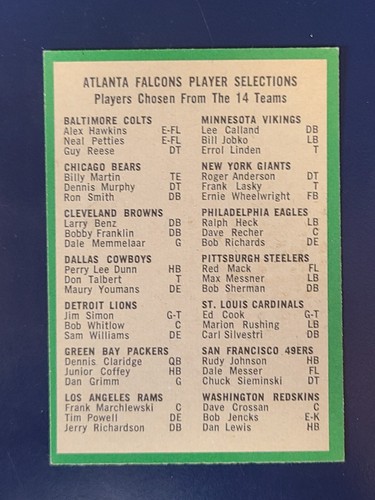 ATLANTA FALCONS PLAYER SELECTIONS
Players Chosen From The 14 Teams
BALTIMORE COLTS
Alex Hawkins E-FL
Neal Petties E-FL
Guy Reese DT
CHICAGO BEARS
Billy Martin TE
Dennis Murphy DT
Ron Smith DB
CLEVELAND BROWNS
Larry Benz DB
Bobby Franklin DB
Dale Memmelaar G
DALLAS COWBOYS
Perry Lee Dunn HB
Don Talbert T
Maury Youmans DE
DETROIT LIONS
Jim Simon G-T
Bob Whitlow C
Sam Williams DE
GREEN BAY PACKERS
Dennis Claridge QB
Junior Coffey HB
Dan Grimm G
LOS ANGELES RAMS
Frank Marchlewski C
Tim Powell DE
Jerry Richardson DB
MINNESOTA VIKINGS
Lee Calland DB
Bill Jobko LB
Errol Linden T
NEW YORK GIANTS
Roger Anderson DT
Frank Lasky T
Ernie Wheelwright FB
PHILADELPHIA EAGLES
Ralph Heck LB
Dave Recher C
Bob Richards DE
PITTSBURGH STEELERS
Red Mack FL
Max Messner LB
Bob Sherman DB
ST. LOUIS CARDINALS
Ed Cook G-T
Marion Rushing LB
Carl Silvestri DB
SAN FRANCISCO 49ERS
Rudy Johnson HB
Dale Messer FL
Chuck Sieminski DT
WASHINGTON REDSKINS
Dave Crossan C
Bob Jencks E-K
Dan Lewis HB